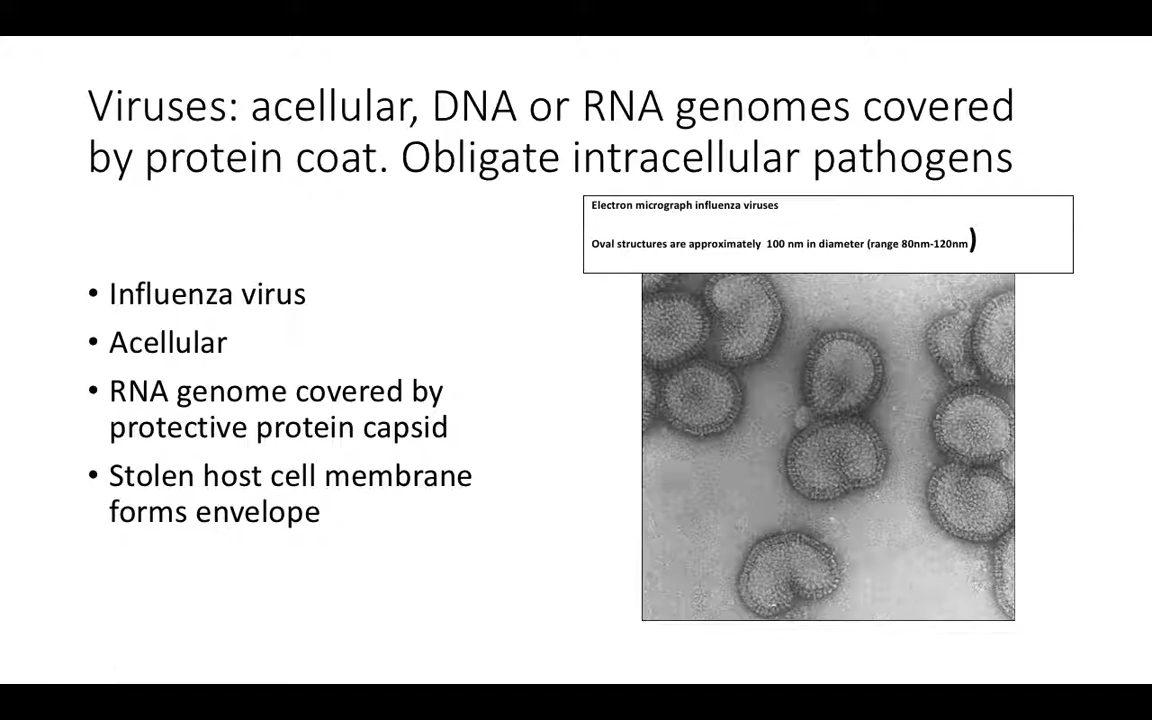 Viruses: acellular, DNA or RNA genomes covered
by protein coat. Obligate intracellular pathogens
Electron micrograph influenza viruses
Oval structures are approximately  100 nm in diameter (range 80nm-120nm)
• Influenza virus
• Acellular
• RNA genome covered by
protective protein capsid
• Stolen host cell membrane
forms envelope